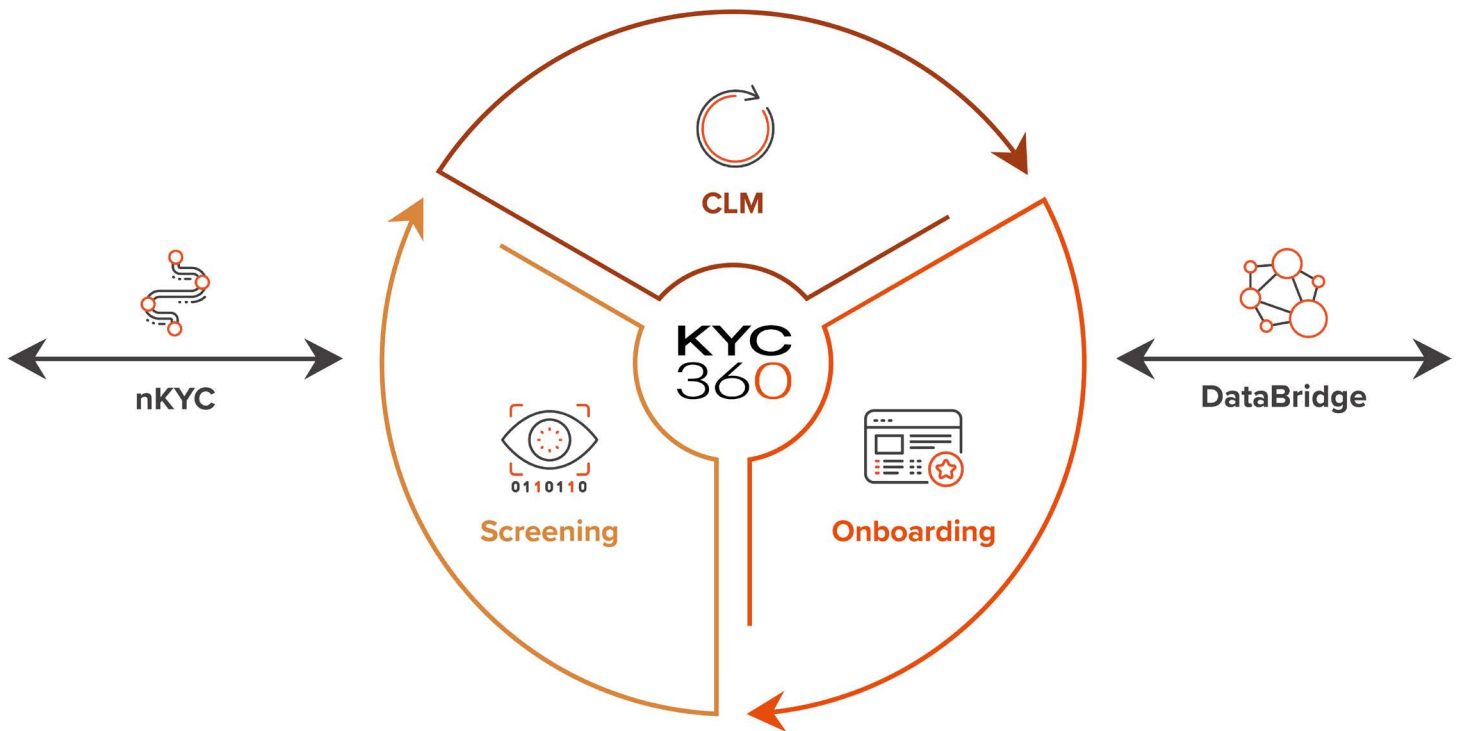 CLM
nKYC
KYC
360
DataBridge
0110110
Screening
Onboarding